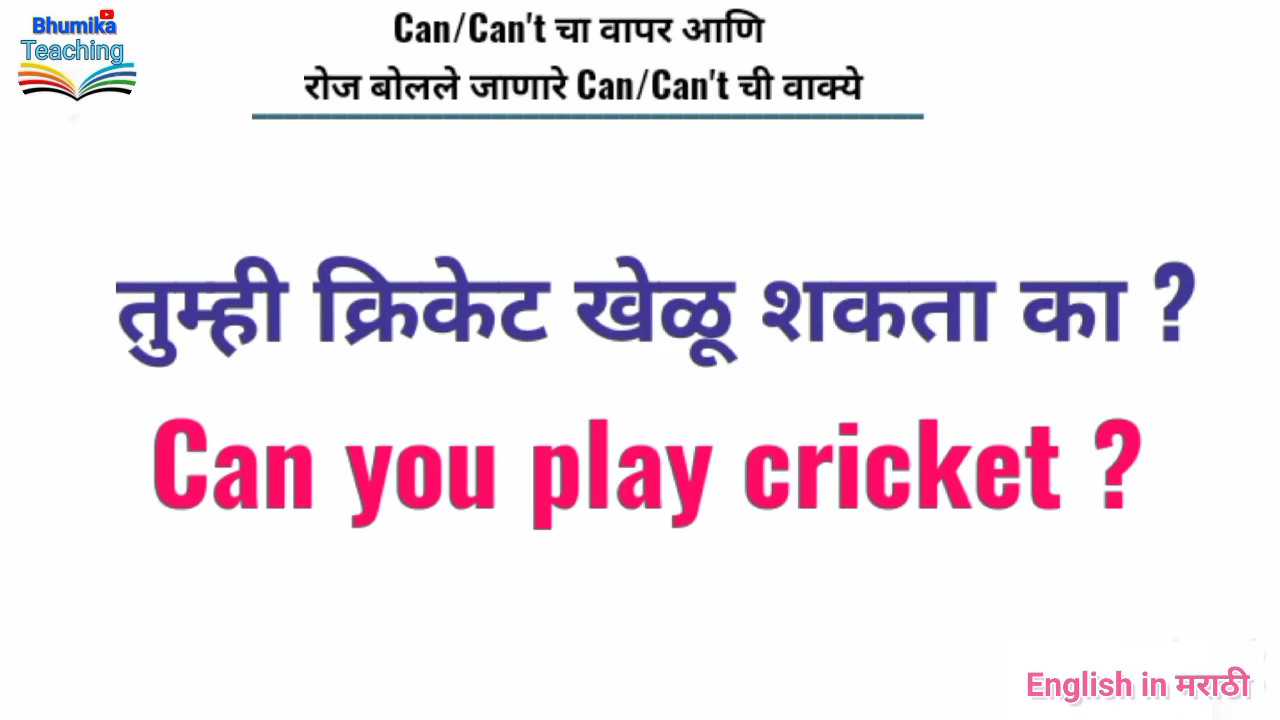 Bhumika
Teaching
Can/Can't चा वापर आणि
रोज बोलले जाणारे Can/Can't ची वाक्ये
तुम्ही क्रिकेट खेळू शकता का ?
Can you play cricket ?
English in मराठी